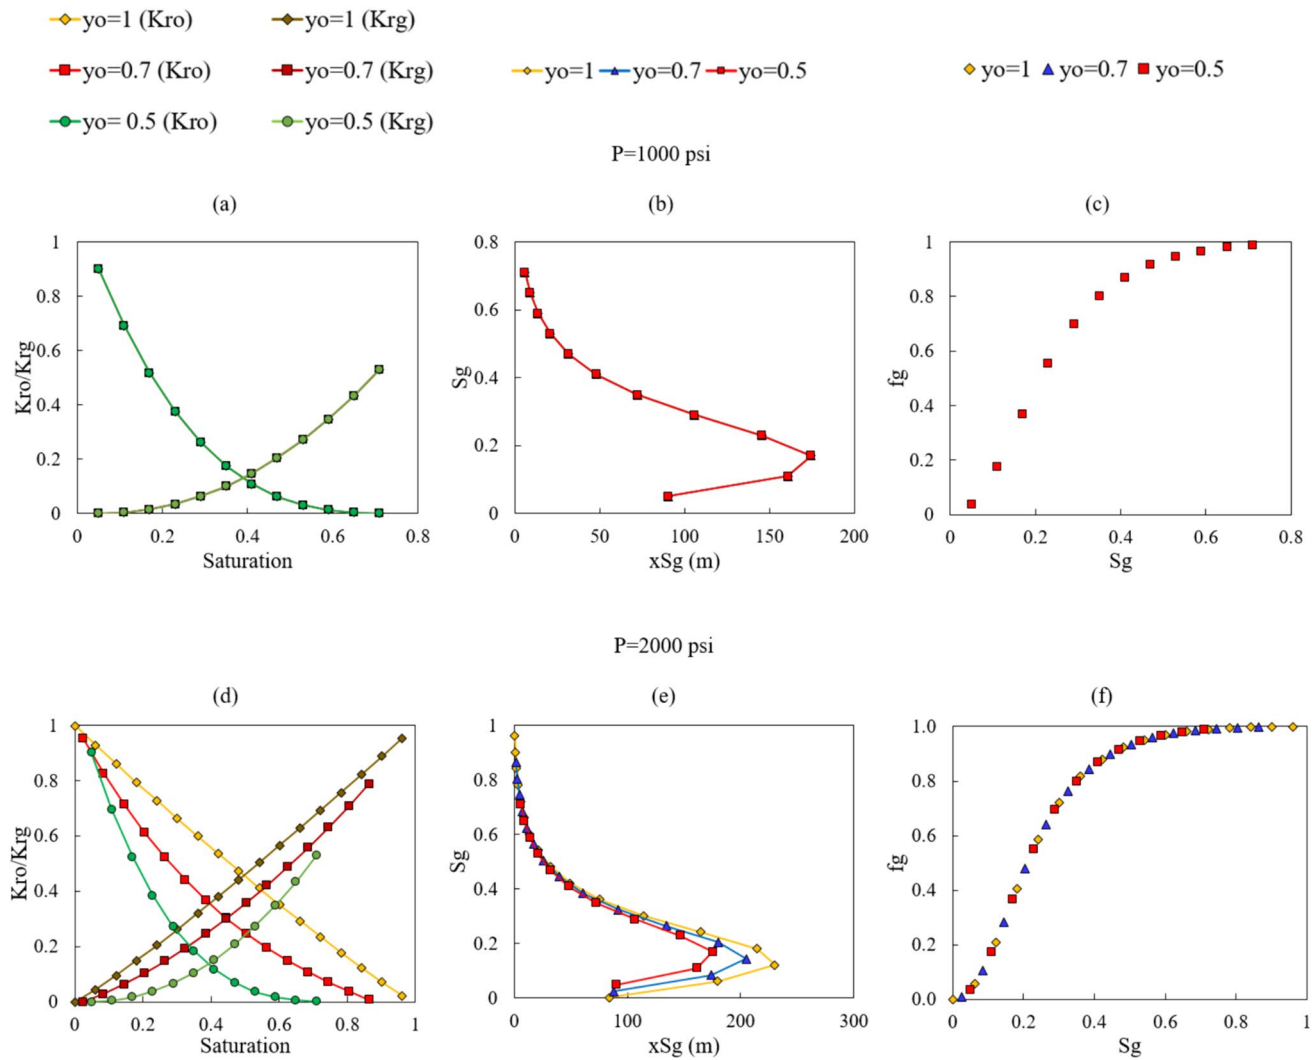 yo=1 (Kro) yo=1 (Krg)
yo=0.7 (Kro) yo=0.7 (Krg) yo=1 yo=0.7 yo=0.5 yo=1 yo=0.7 yo=0.5
yo= 0.5 (Kro) yo=0.5 (Krg)
P=1000 psi
(a) (b) (c)
Kro/Krg
1
0.8
0.6
0.4
0.2
0
0 0.2 0.4 0.6 0.8
Saturation
Sg
0.8
0.6
0.4
0.2
0
0 50 100 150 200
xSg (m)
fg
1
0.8
0.6
0.4
0.2
0
0 0.2 0.4 0.6 0.8
Sg
P=2000 psi
(d) (e) (f)
Kro/Krg
1
0.8
0.6
0.4
0.2
0
0 0.2 0.4 0.6 0.8 1
Saturation
Sg
1
0.8
0.6
0.4
0.2
0
0 100 200 300
xSg (m)
fg
1.0
0.8
0.6
0.4
0.2
0.0
0 0.2 0.4 0.6 0.8 1
Sg